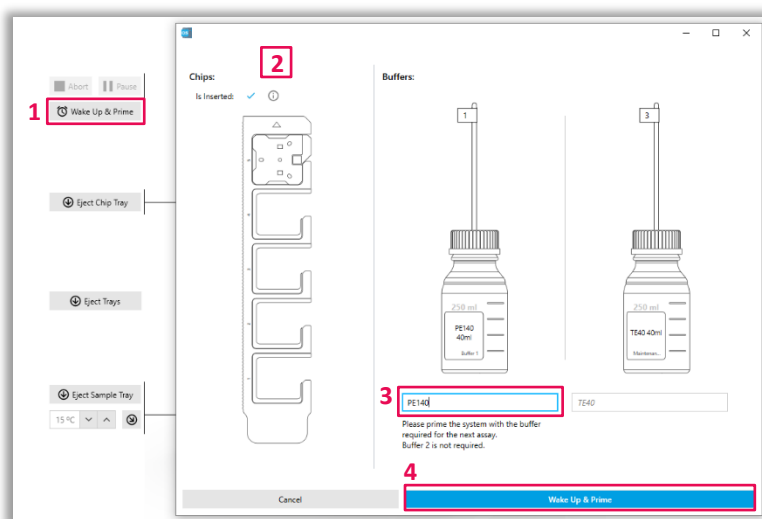 2
Chips:
Buffers:
Is Inserted:
Abort
Pause
1
Wake Up & Prime
1
3
Eject Chip Tray
Eject Trays
250 ml
PE140
40ml
Buffer 1
250 ml
TE40 40ml
Maintenan...
Eject Sample Tray
15 °C
3
PE140
TE40
Please prime the system with the buffer
required for the next assay.
Buffer 2 is not required.
4
Cancel
Wake Up & Prime